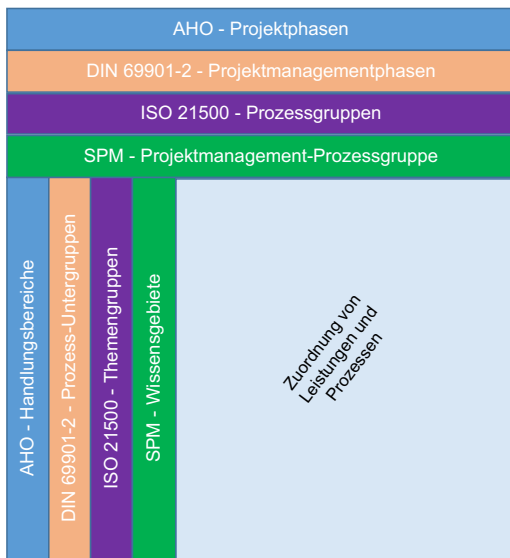 AHO - Projektphasen
DIN 69901-2 - Projektmanagementphasen
ISO 21500 - Prozessgruppen
SPM - Projektmanagement-Prozessgruppe
AHO - Handlungsbereiche
DIN 69901-2 - Prozess-Untergruppen
ISO 21500 - Themengruppen
SPM - Wissensgebiete
Zuordnung von
Leistungen und
Prozessen